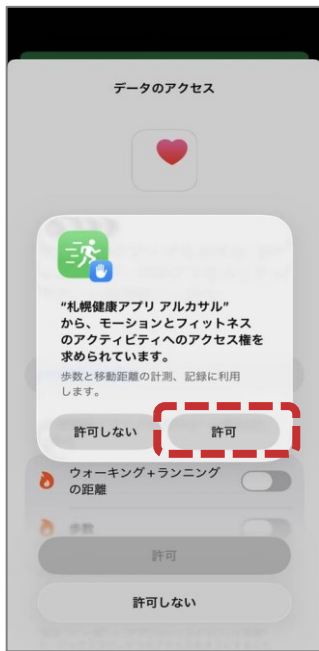 データのアクセス
“札幌健康アプリ アルカサル”
から、モーションとフィットネス
のアクティビティへのアクセス権を
求められています。
歩数と移動距離の計測、記録に利用
します。
許可しない
許可
ウォーキング+ランニング
の距離
歩数
許可
許可しない